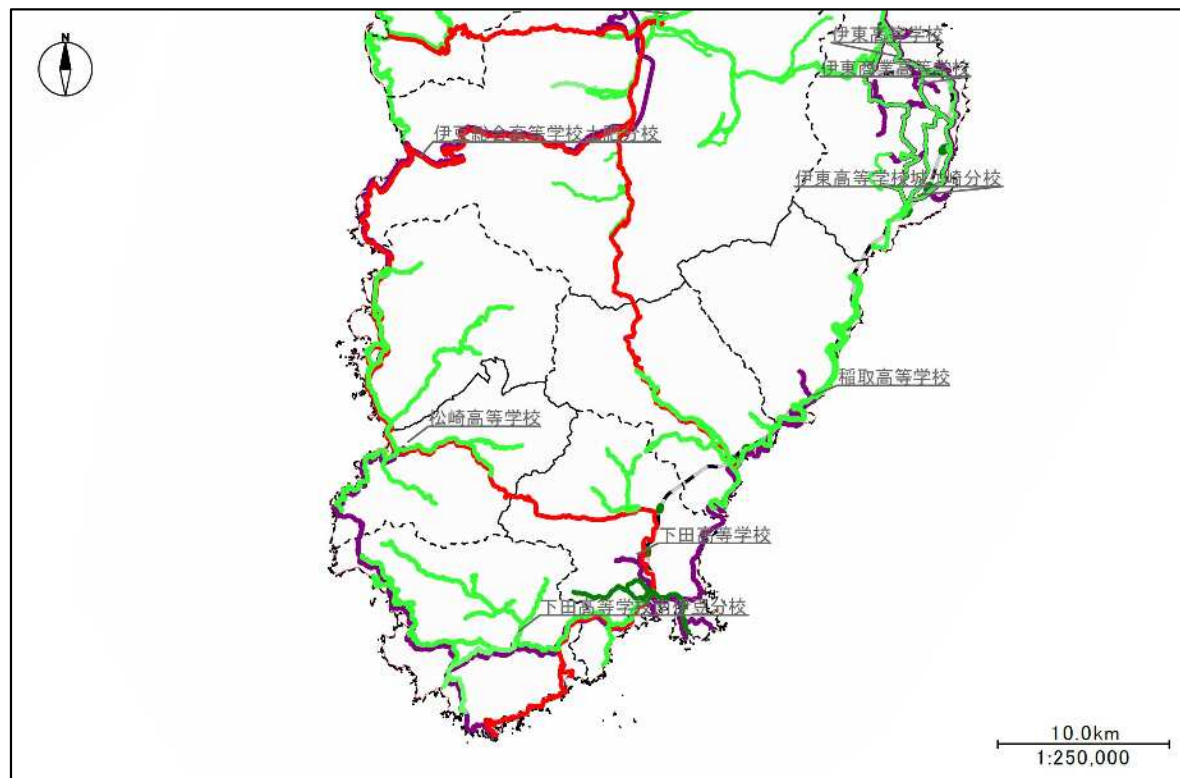 N
伊東高等学校
伊東商業高等学校
伊豆総合高等学校土肥分校
伊東高等学校城ヶ崎分校
稲取高等学校
松崎高等学校
下田高等学校
下田高等学校南伊豆分校
10.0km
1:250,000